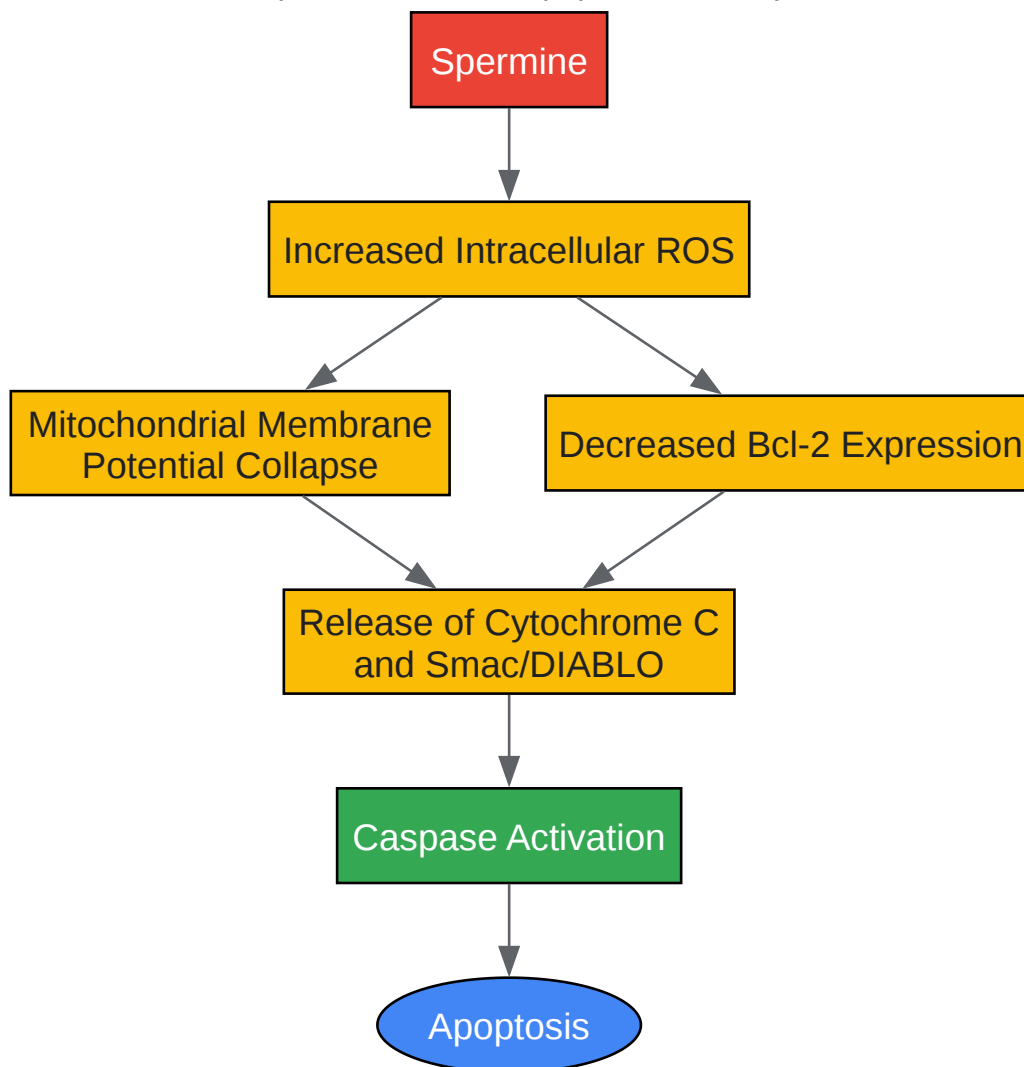 Spermine
Increased Intracellular ROS
Mitochondrial Membrane
Potential Collapse
Decreased Bcl-2 Expression
Release of Cytochrome C
and Smac/DIABLO
Caspase Activation
Apoptosis